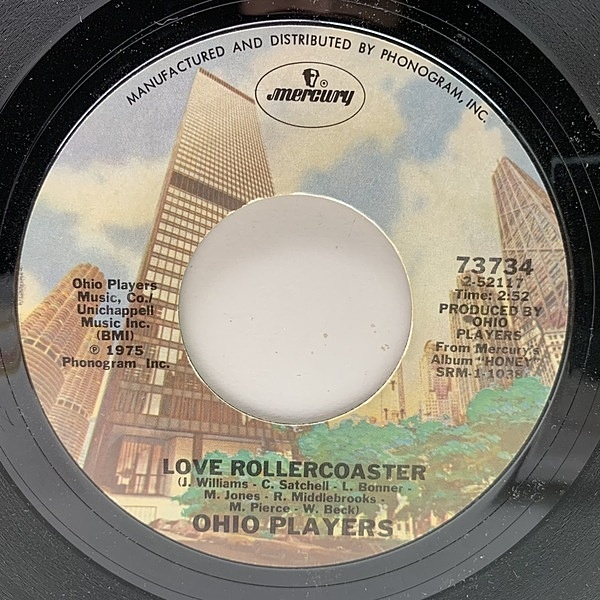 MANUFACTURED AND DISTRIBUTED BY PHONOGRAM, INC.
mercury
Ohio Players
Music, Co./
Unichappell
Music Inc.
(BMI)
℗ 1975
Phonogram Inc.
73734
2-52117
Time: 2:52
PRODUCED BY
OHIO
PLAYERS
From Mercury's
Album "HONEY"
SRM-1-1038
LOVE ROLLERCOASTER
(J. Williams - C. Satchell - L. Bonner -
M. Jones - R. Middlebrooks -
M. Pierce - W. Beck)
OHIO PLAYERS